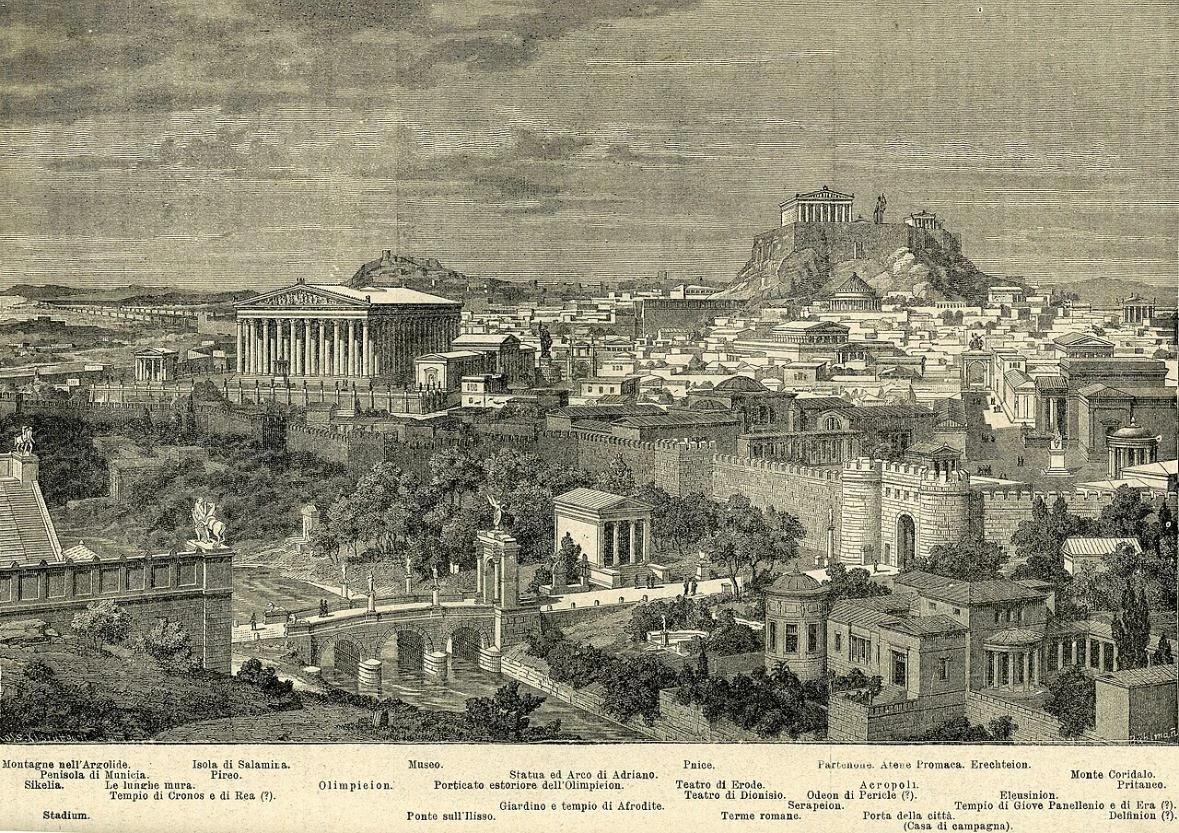 Montagne nell'Argolide. Isola di Salamina. Museo. Pnice. Partenone. Atene Promaca. Erechteion.
Penisola di Municia. Pireo. Statua ed Arco di Adriano. Monte Coridalo.
Sikelia. Le lunghe mura. Olimpieion. Porticato estoriore dell'Olimpieion. Teatro di Erode. Acropoli. Pritaneo.
Tempio di Cronos e di Rea (?). Teatro di Dionisio. Odeon di Pericle (?). Eleusinion.
Giardino e tempio di Afrodite. Serapeion. Tempio di Giove Panellenio e di Era (?).
Stadium. Ponte sull'Ilisso. Terme romane. Porta della città. Delfinion (?).
(Casa di campagna).